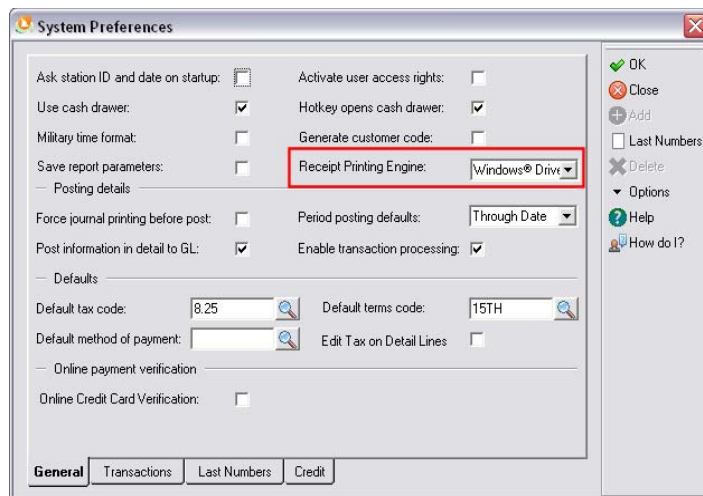 System Preferences
Ask station ID and date on startup:
Activate user access rights:
Use cash drawer:
Hotkey opens cash drawer:
Military time format:
Generate customer code:
Save report parameters:
Receipt Printing Engine: Windows® Drive
Posting details
Force journal printing before post:
Period posting defaults: Through Date
Post information in detail to GL:
Enable transaction processing:
Defaults
Default tax code: 8.25
Default terms code: 15TH
Default method of payment:
Edit Tax on Detail Lines
Online payment verification
Online Credit Card Verification:
General Transactions Last Numbers Credit
OK
Close
Add
Last Numbers
Delete
Options
Help
How do I?